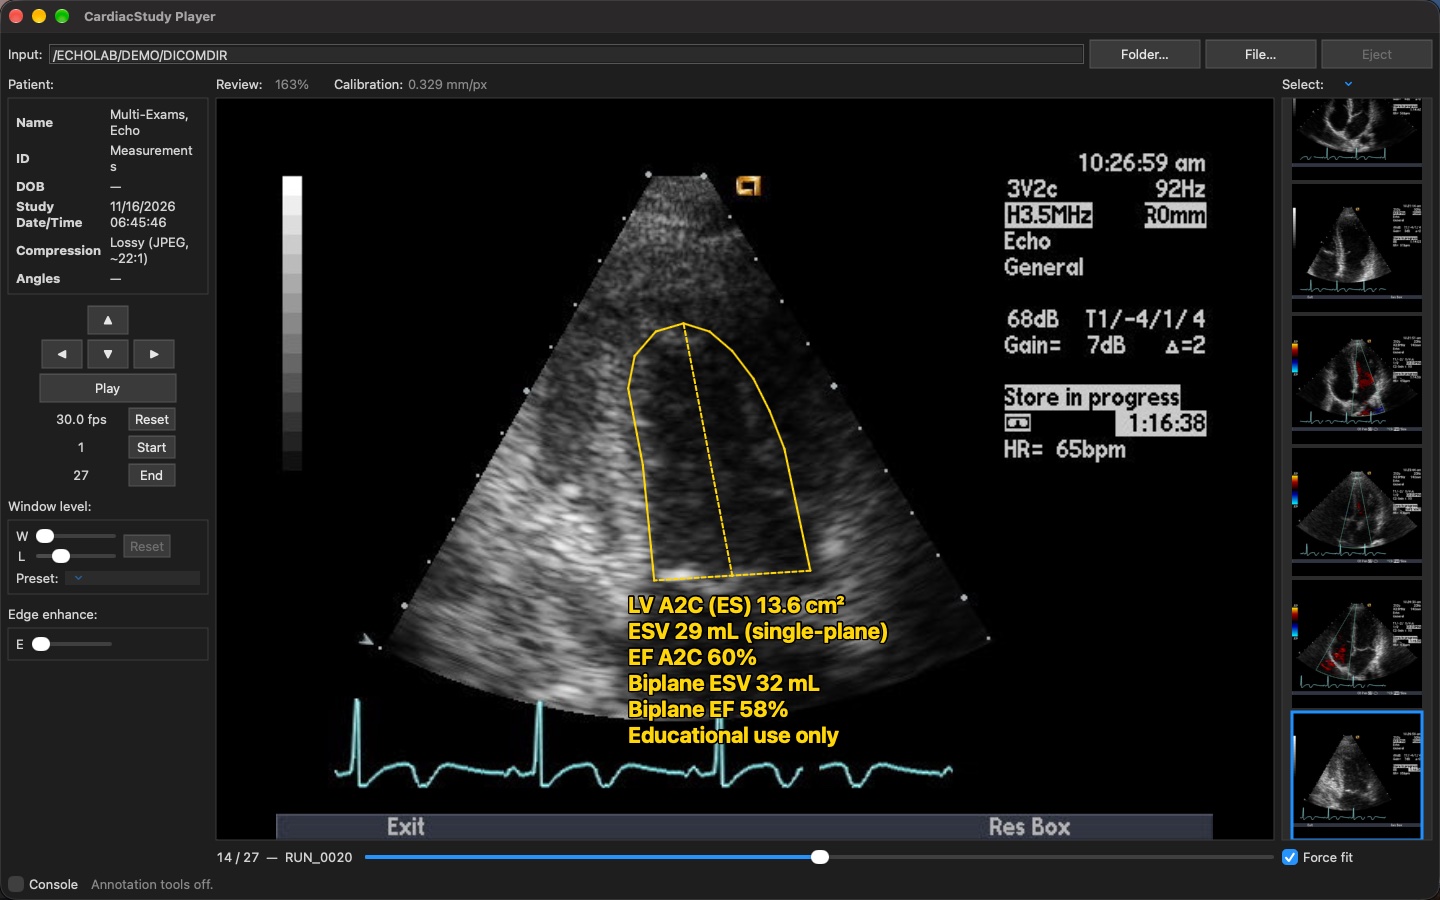 CardiacStudy Player
Input: /ECHOLAB/DEMO/DICOMDIR Folder... File... Eject
Patient: Review: 163% Calibration: 0.329 mm/px Select:
Name Multi-Exams, Echo
ID Measurements
DOB —
Study Date/Time 11/16/2026 06:45:46
Compression Lossy (JPEG, ~22:1)
Angles —
Play
30.0 fps Reset
1 Start
27 End
Window level:
W
L
Reset
Preset:
Edge enhance:
E
10:26:59 am
3V2c 92Hz
H3.5MHz R0mm
Echo
General
68dB T1/-4/1/4
Gain= 7dB Δ=2
Store in progress
1:16:38
HR= 65bpm
LV A2C (ES) 13.6 cm²
ESV 29 mL (single-plane)
EF A2C 60%
Biplane ESV 32 mL
Biplane EF 58%
Educational use only
Exit Res Box
14 / 27 — RUN_0020 Force fit
Console Annotation tools off.